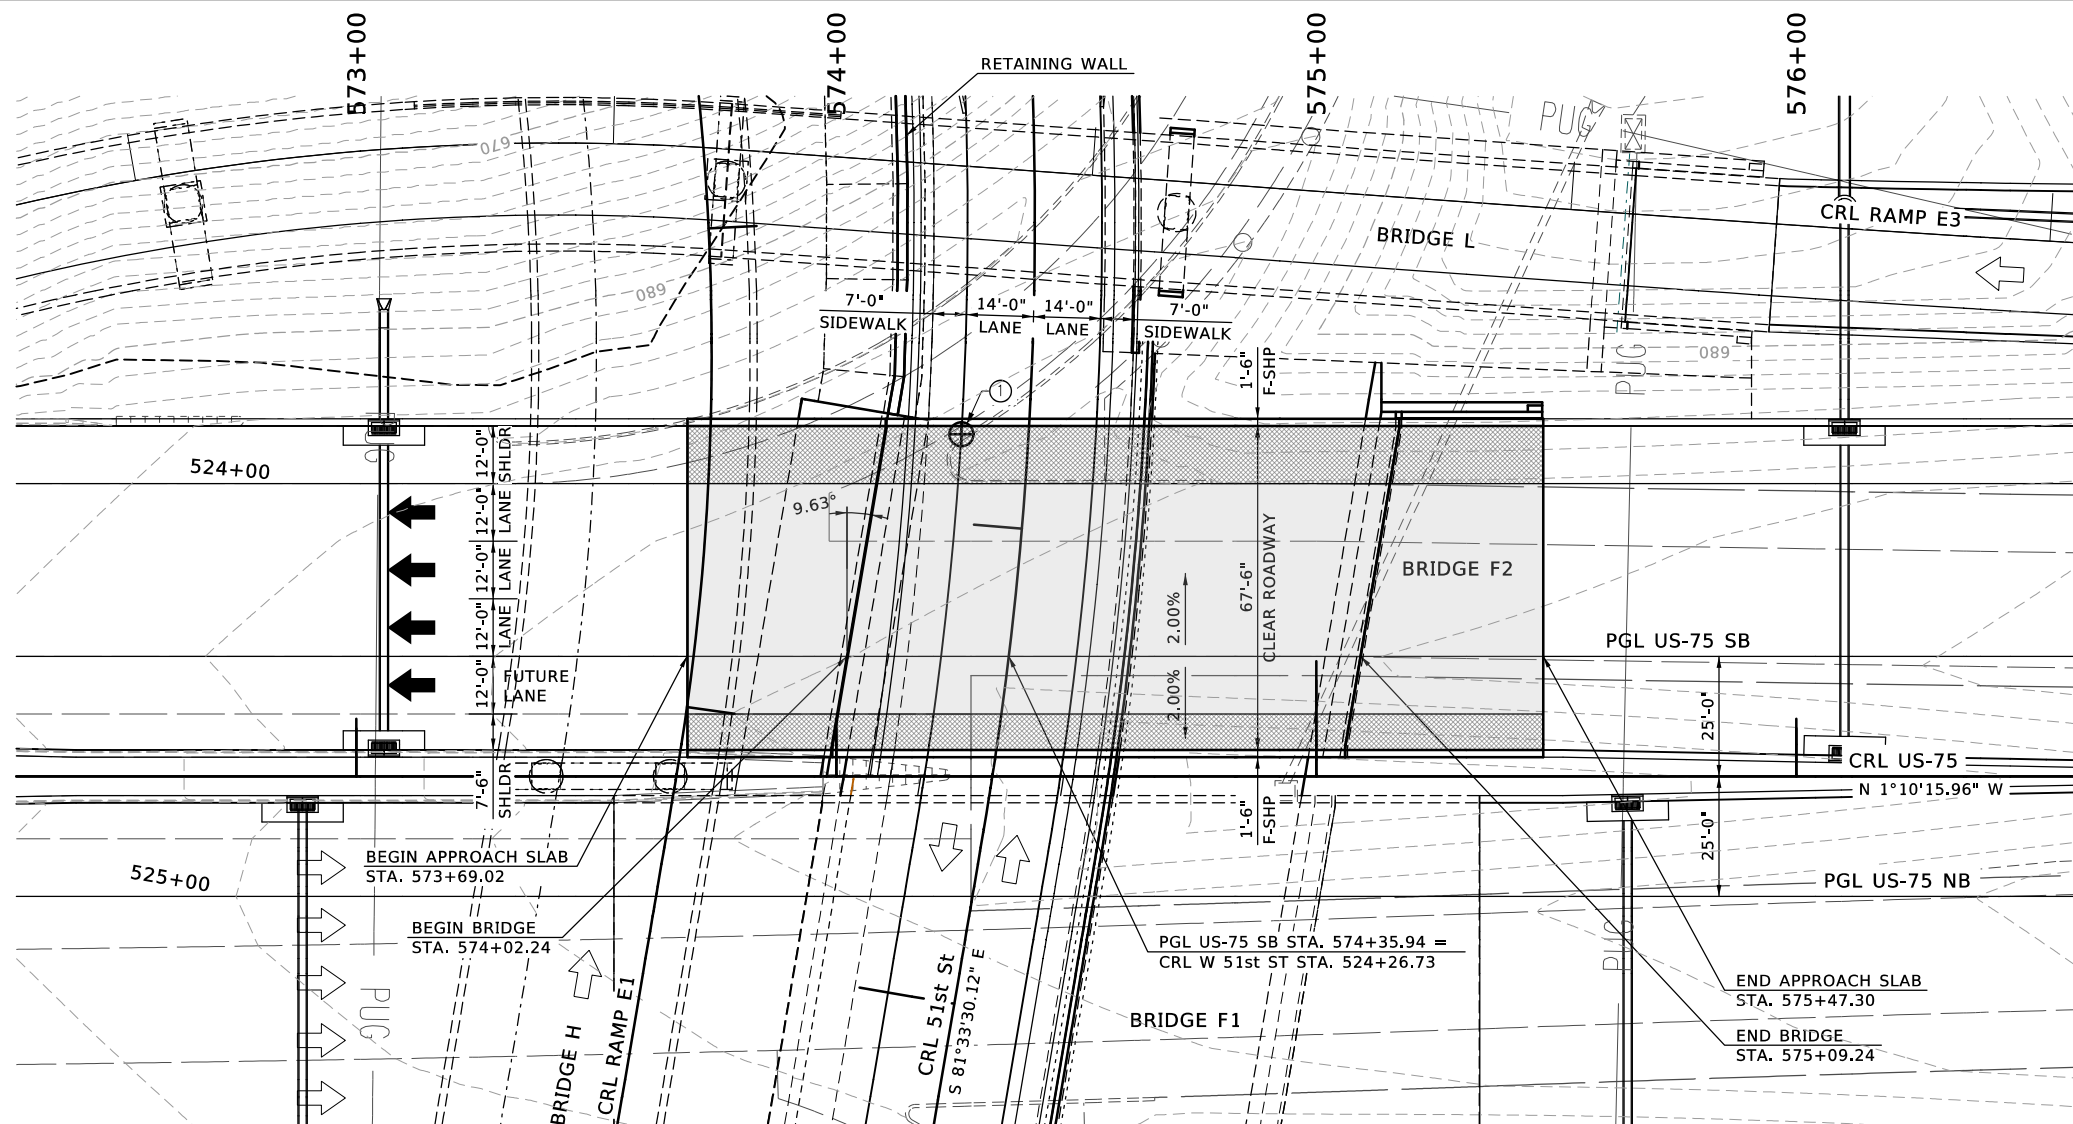 573+00
574+00
575+00
576+00
RETAINING WALL
PUG
670
CRL RAMP E3
BRIDGE L
680
7'-0"
SIDEWALK
14'-0"
LANE
14'-0"
LANE
7'-0"
SIDEWALK
1'-6"
F-SHP
680
PUG
1
524+00
12'-0"
SHLDR
12'-0"
LANE
12'-0"
LANE
12'-0"
LANE
12'-0"
FUTURE
LANE
7'-6"
SHLDR
9.63°
2.00%
2.00%
67'-6"
CLEAR ROADWAY
BRIDGE F2
PGL US-75 SB
25'-0"
CRL US-75
N 1°10'15.96" W
25'-0"
PGL US-75 NB
1'-6"
F-SHP
525+00
BEGIN APPROACH SLAB
STA. 573+69.02
BEGIN BRIDGE
STA. 574+02.24
PGL US-75 SB STA. 574+35.94 =
CRL W 51st ST STA. 524+26.73
END APPROACH SLAB
STA. 575+47.30
END BRIDGE
STA. 575+09.24
PUG
PUG
BRIDGE H
CRL RAMP E1
CRL 51st St
S 81°33'30.12" E
BRIDGE F1